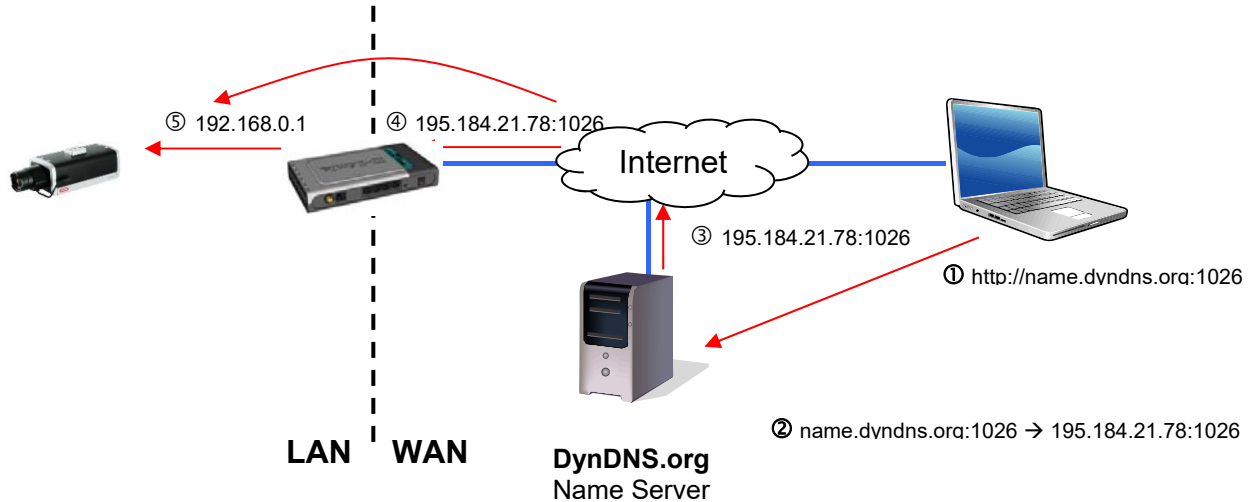 ⑤ 192.168.0.1
④ 195.184.21.78:1026
Internet
③ 195.184.21.78:1026
① http://name.dyndns.org:1026
② name.dyndns.org:1026 → 195.184.21.78:1026
LAN
WAN
DynDNS.org
Name Server